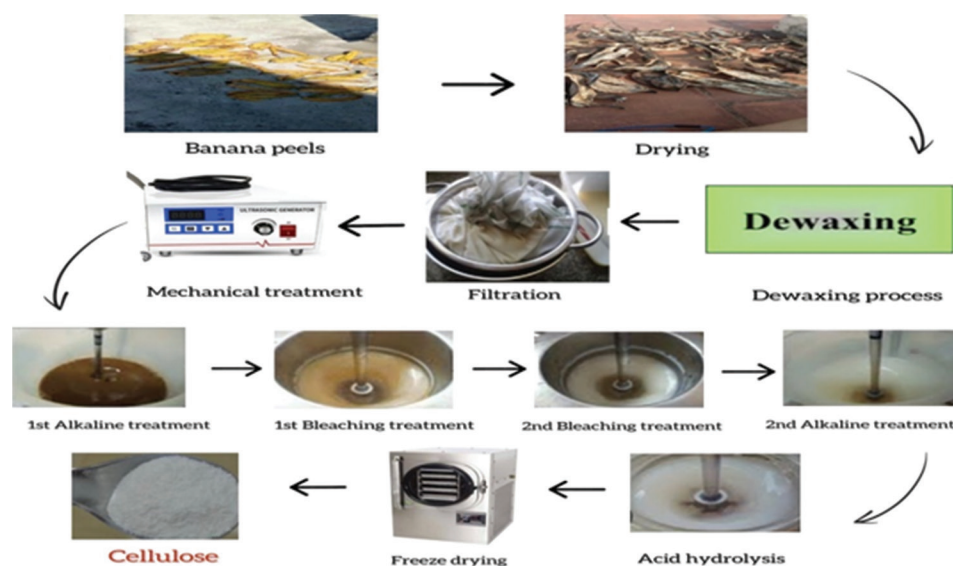 Banana peels
Drying
ULTRASONIC GENERATOR
Dewaxing
Mechanical treatment
Filtration
Dewaxing process
1st Alkaline treatment
1st Bleaching treatment
2nd Bleaching treatment
2nd Alkaline treatment
Cellulose
Freeze drying
Acid hydrolysis